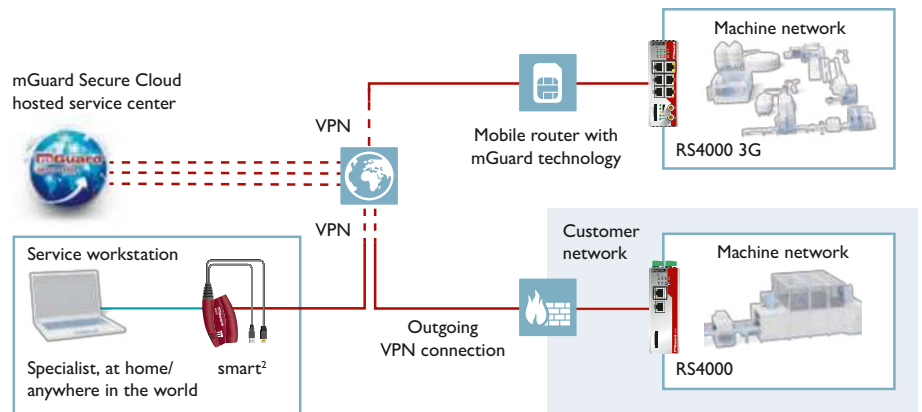 Machine network
mGuard Secure Cloud
hosted service center
VPN
mGuard
Mobile router with
mGuard technology
RS4000 3G
VPN
Customer
network
Service workstation
Machine network
Outgoing
VPN connection
Specialist, at home/
anywhere in the world
smart²
RS4000